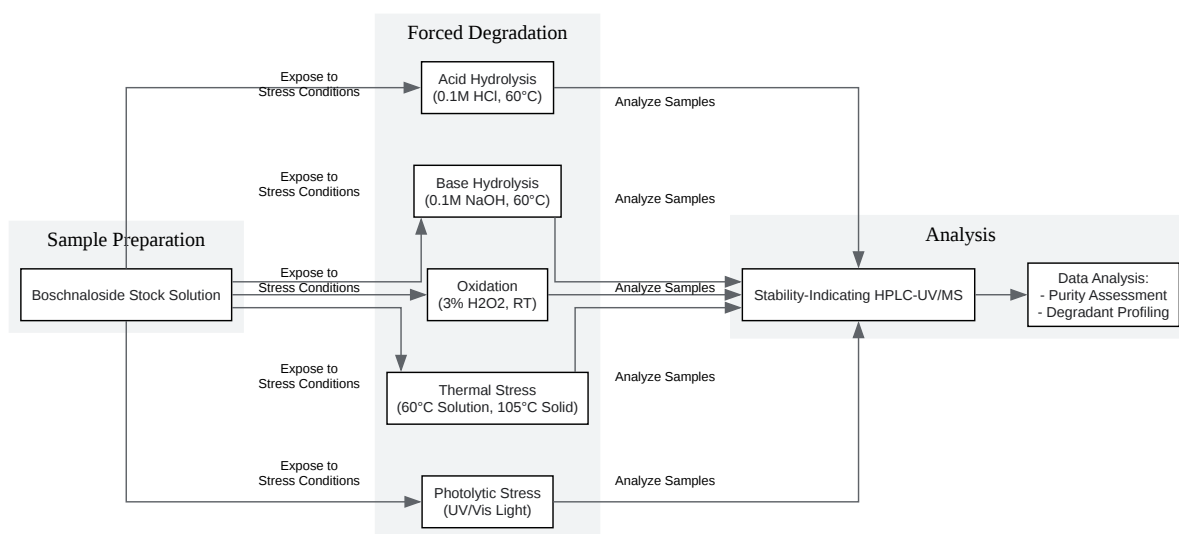 Forced Degradation
Expose to
Stress Conditions
Acid Hydrolysis
(0.1M HCl, 60°C)
Analyze Samples
Expose to
Stress Conditions
Base Hydrolysis
(0.1M NaOH, 60°C)
Analyze Samples
Sample Preparation
Boschnaloside Stock Solution
Expose to
Stress Conditions
Oxidation
(3% H2O2, RT)
Analyze Samples
Analysis
Stability-Indicating HPLC-UV/MS
Data Analysis:
- Purity Assessment
- Degradant Profiling
Expose to
Stress Conditions
Thermal Stress
(60°C Solution, 105°C Solid)
Analyze Samples
Expose to
Stress Conditions
Photolytic Stress
(UV/Vis Light)
Analyze Samples